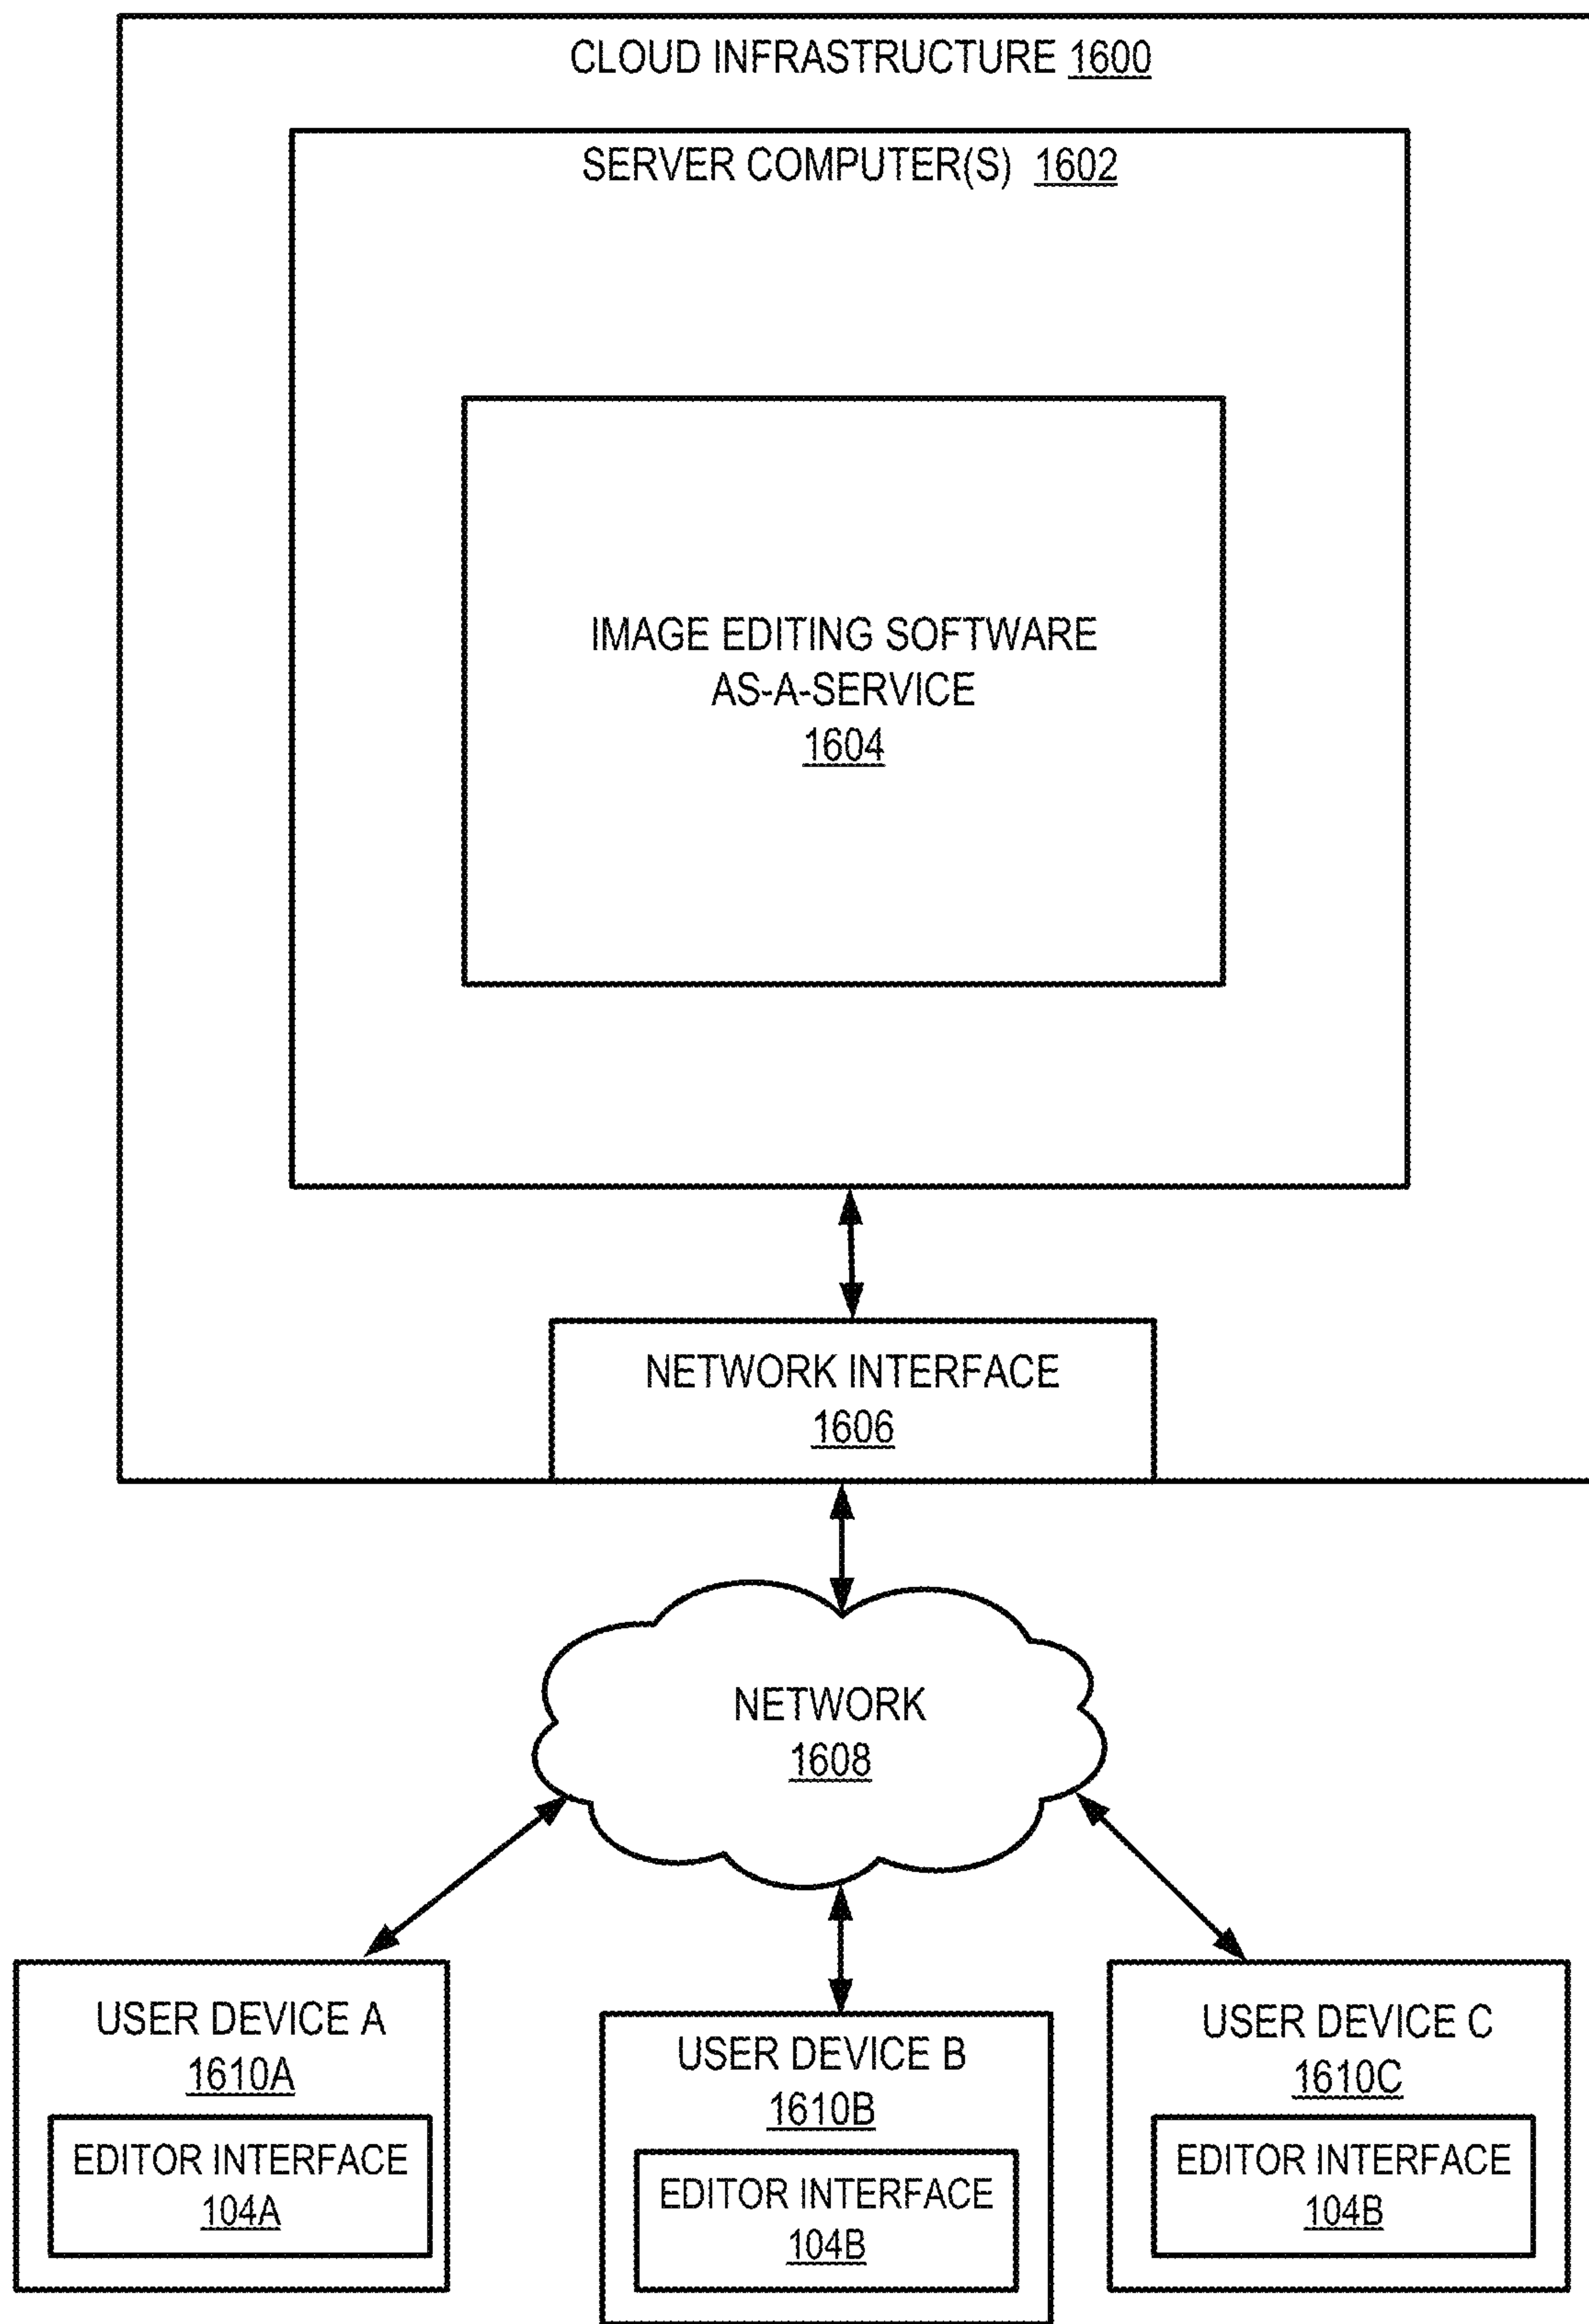 CLOUD INFRASTRUCTURE 1600
SERVER COMPUTER(S) 1602
IMAGE EDITING SOFTWARE
AS-A-SERVICE
1604
NETWORK INTERFACE
1606
NETWORK
1608
USER DEVICE A
1610A
EDITOR INTERFACE
104A
USER DEVICE B
1610B
EDITOR INTERFACE
104B
USER DEVICE C
1610C
EDITOR INTERFACE
104B